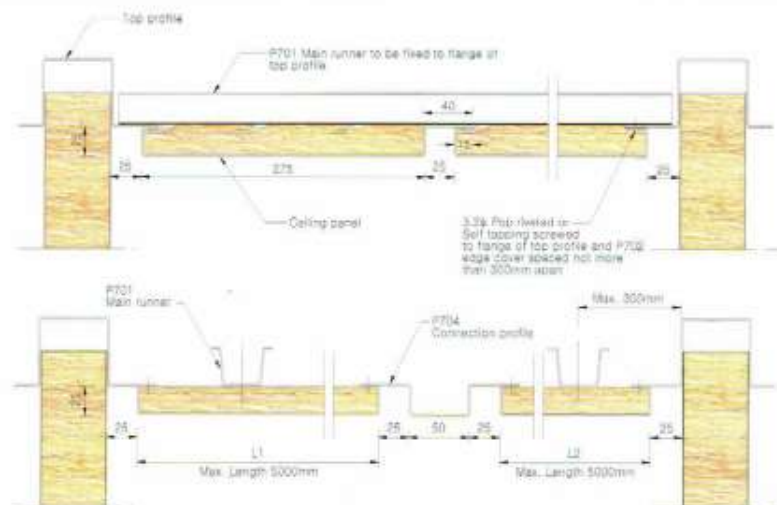 Top profile
P701 Main runner to be fixed to flange of
top profile
40
25
25
275
25
15
25
Ceiling panel
3.2ø Pop riveted or
Self tapping screwed
to flange of top profile and P702
edge cover spaced not more
than 300mm apart
P701
Main runner
P704
Connection profile
Max. 300mm
25
25
25
50
25
25
L1
L2
Max. Length 5000mm
Max. Length 5000mm